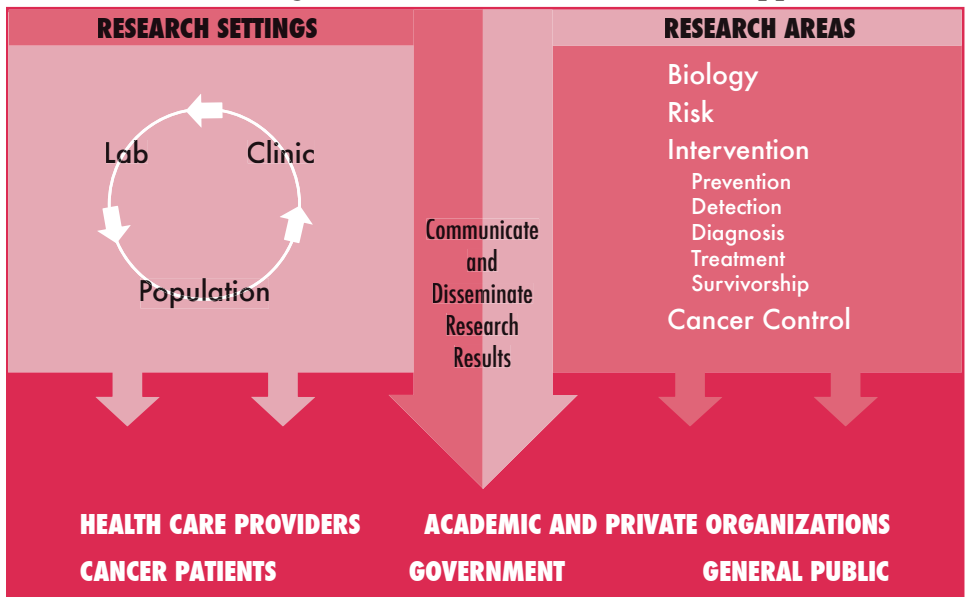 RESEARCH SETTINGS
Lab
Clinic
Population
Communicate
and
Disseminate
Research
Results
RESEARCH AREAS
Biology
Risk
Intervention
Prevention
Detection
Diagnosis
Treatment
Survivorship
Cancer Control
HEALTH CARE PROVIDERS
ACADEMIC AND PRIVATE ORGANIZATIONS
CANCER PATIENTS
GOVERNMENT
GENERAL PUBLIC